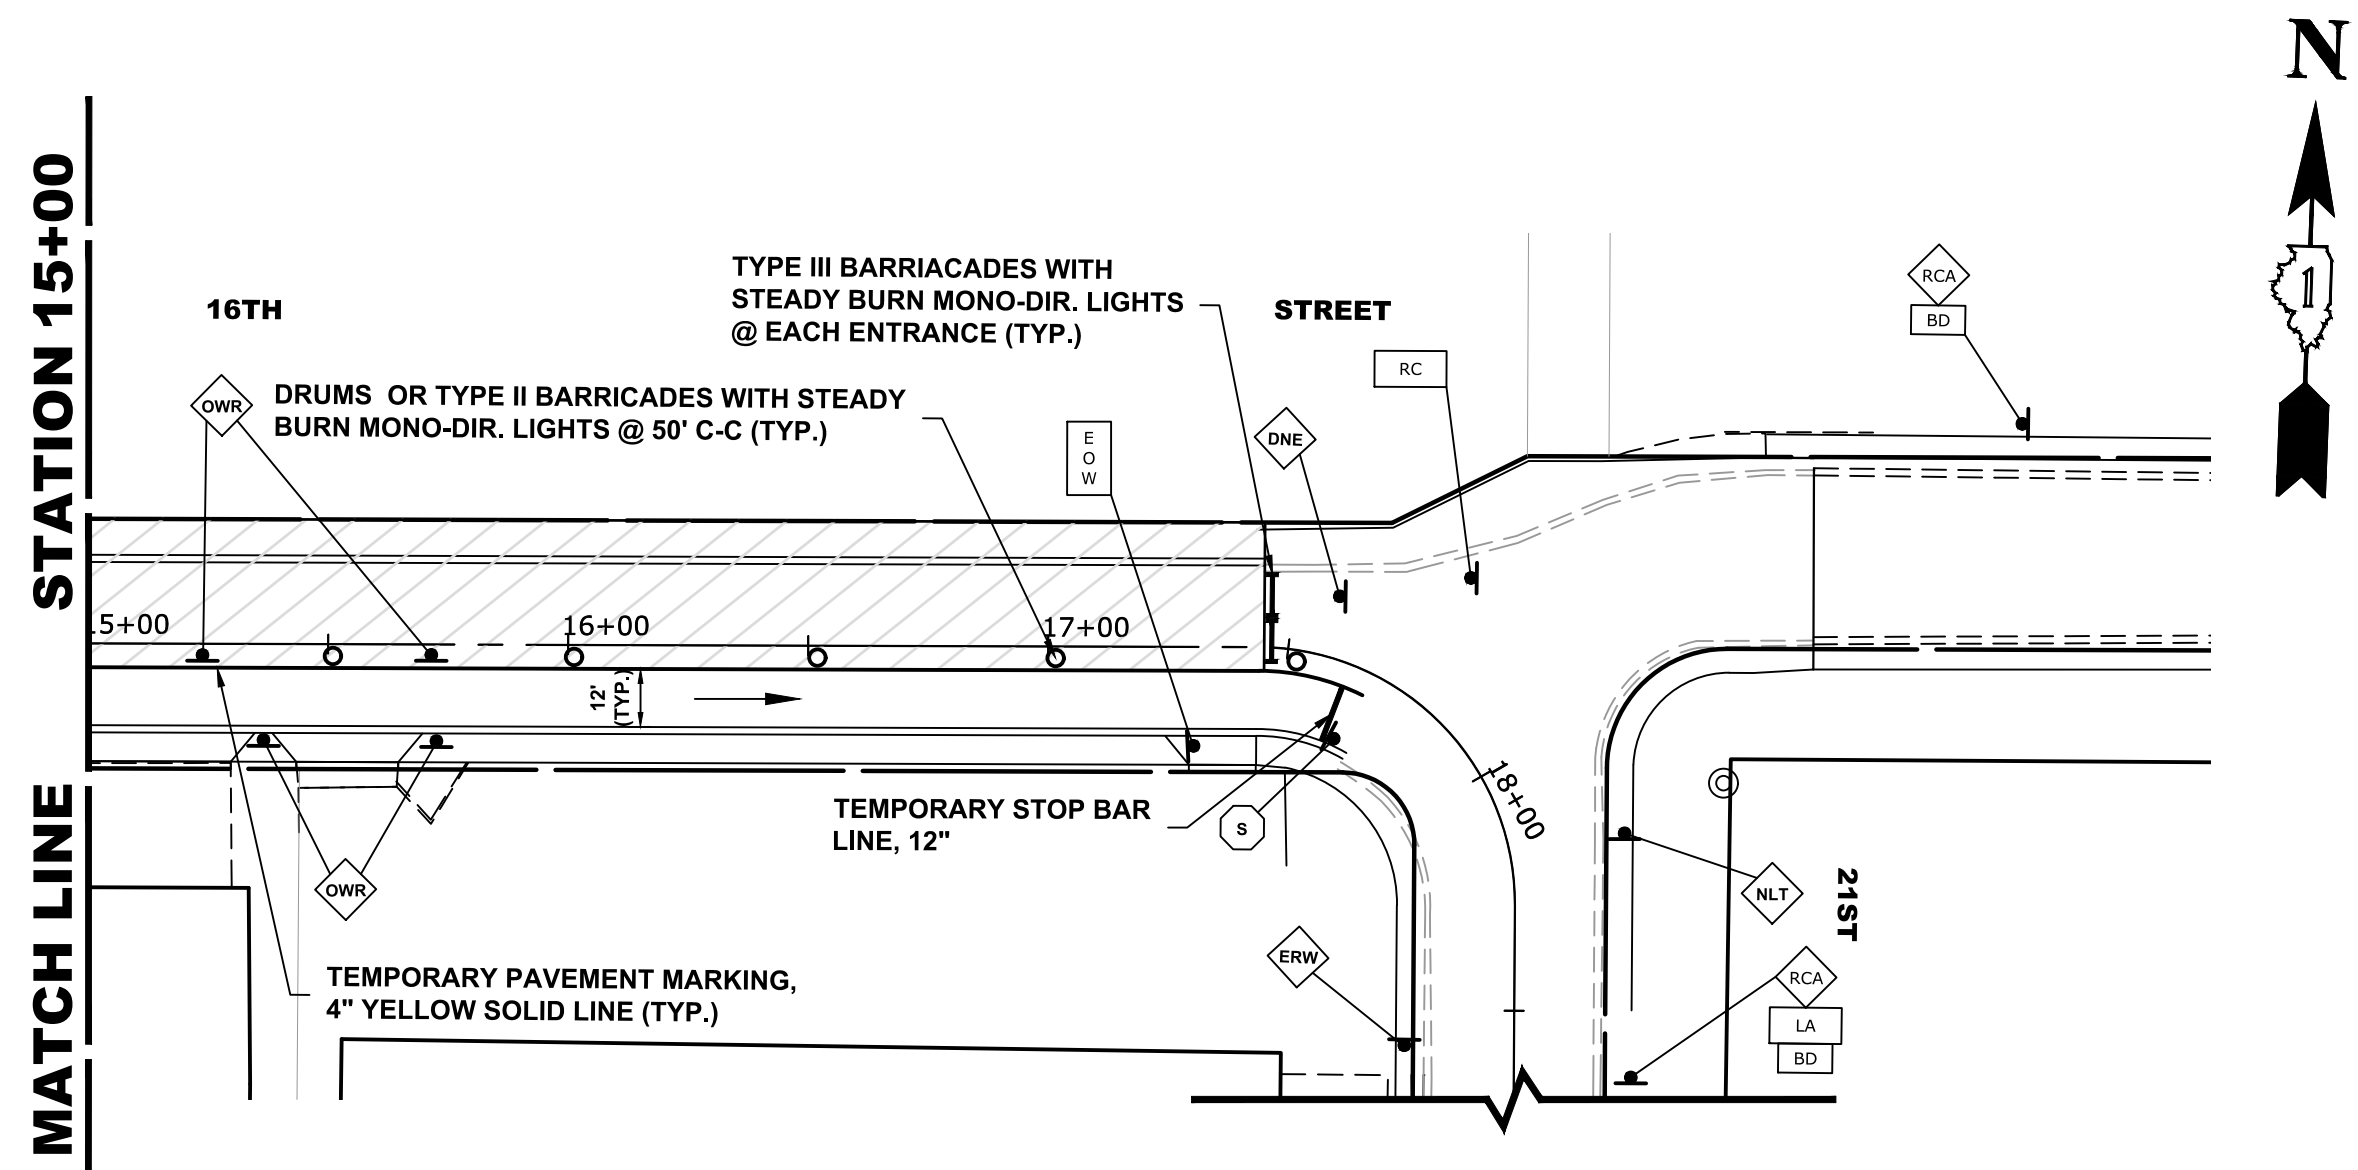 N
1
STATION 15+00
MATCH LINE
16TH
STREET
TYPE III BARRIACADES WITH
STEADY BURN MONO-DIR. LIGHTS
@ EACH ENTRANCE (TYP.)
RCA
BD
RC
OWR
DRUMS  OR TYPE II BARRICADES WITH STEADY
BURN MONO-DIR. LIGHTS @ 50' C-C (TYP.)
E
O
W
DNE
5+00
16+00
17+00
12'
(TYP.)
18+00
TEMPORARY STOP BAR
LINE, 12"
S
OWR
NLT
21ST
ERW
RCA
LA
BD
TEMPORARY PAVEMENT MARKING,
4" YELLOW SOLID LINE (TYP.)